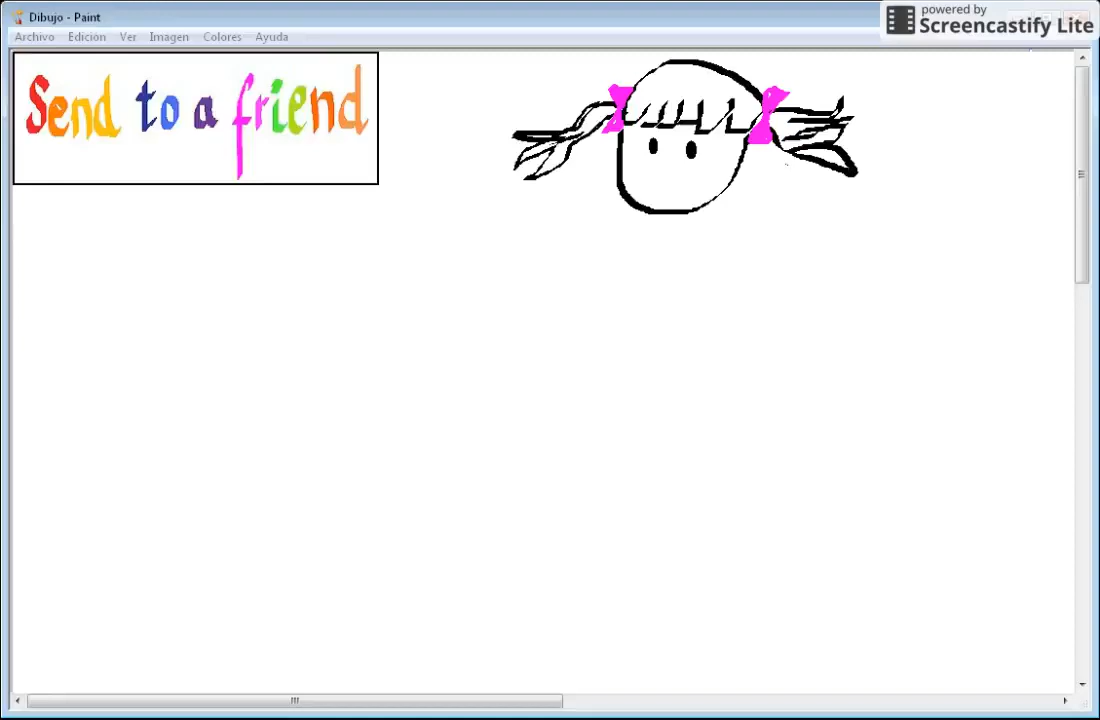 Dibujo - Paint
powered by
Screencastify Lite
Archivo Edición Ver Imagen Colores Ayuda
Send to a friend